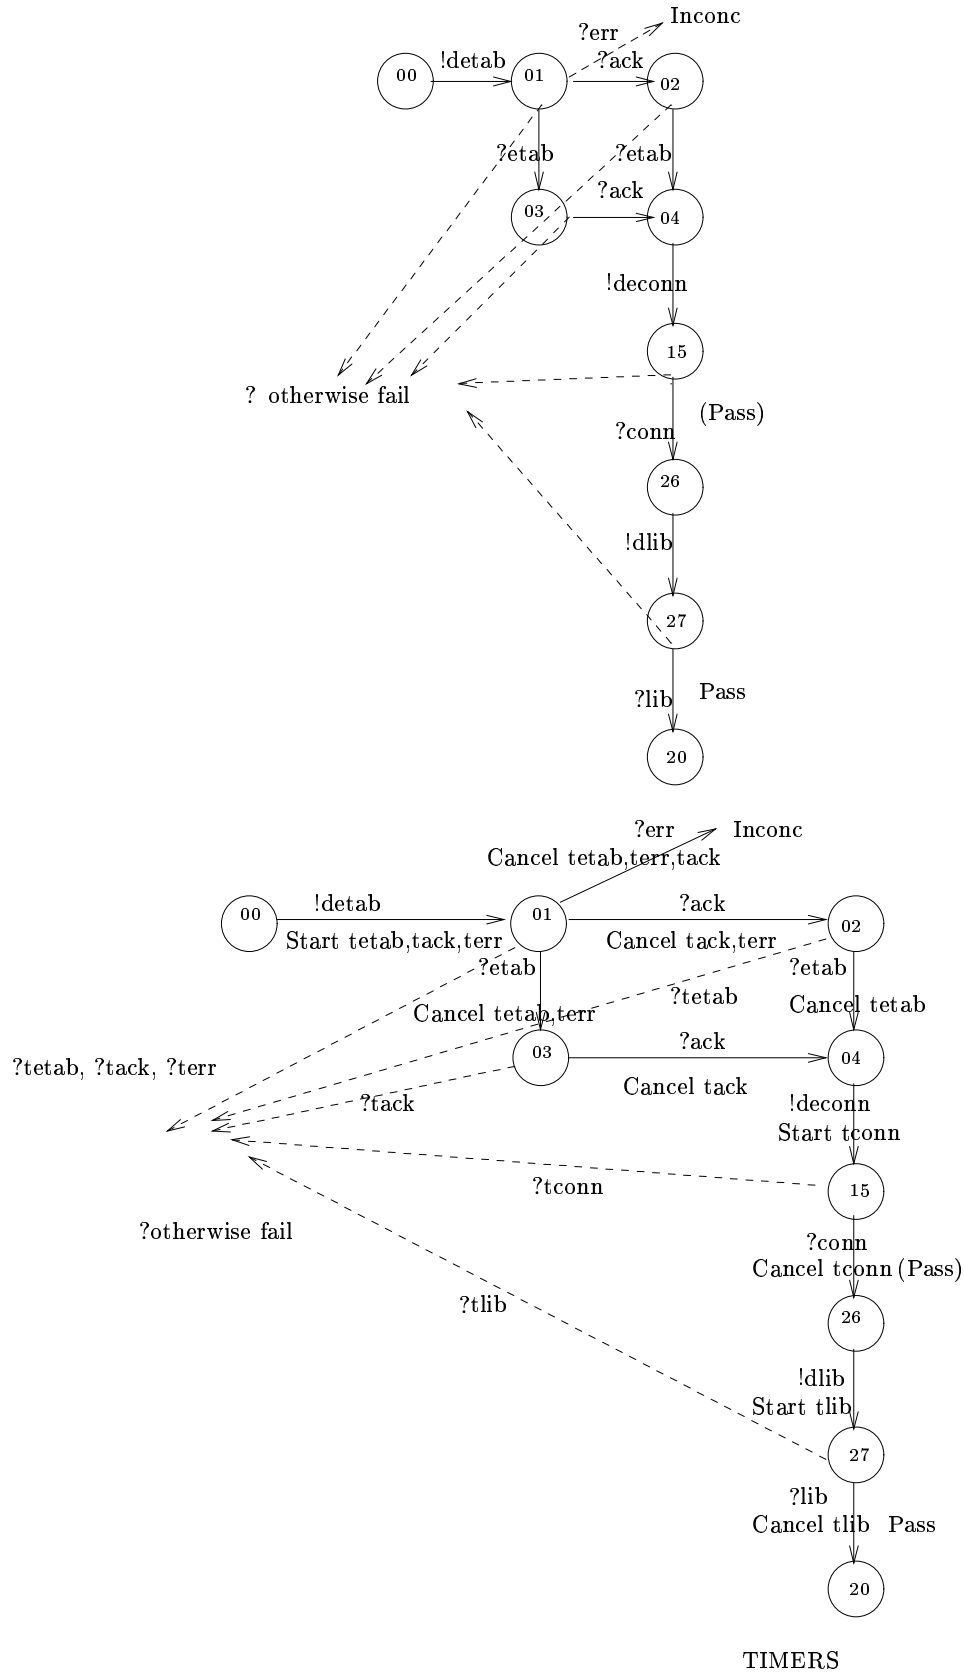 Inconc
?err
!detab
?ack
00
01
02
?etab
?etab
?ack
03
04
!deconn
15
? otherwise fail
(Pass)
?conn
26
!dlib
27
?lib
Pass
20
?err
Inconc
Cancel tetab,terr,tack
!detab
?ack
00
01
02
Start tetab,tack,terr
Cancel tack,terr
?etab
?etab
?tetab
Cancel tetab
Cancel tetab,terr
?ack
03
04
?tetab, ?tack, ?terr
Cancel tack
?tack
!deconn
Start tconn
?tconn
15
?otherwise fail
?conn
Cancel tconn (Pass)
?tlib
26
!dlib
Start tlib
27
?lib
Cancel tlib Pass
20
TIMERS